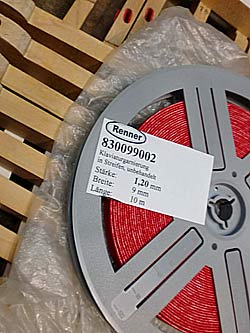 Renner
830099002
Klaviaturgarnierung
in Streifen, unbehandelt
Stärke: 1,20 mm
Breite: 9 mm
Länge: 10 m